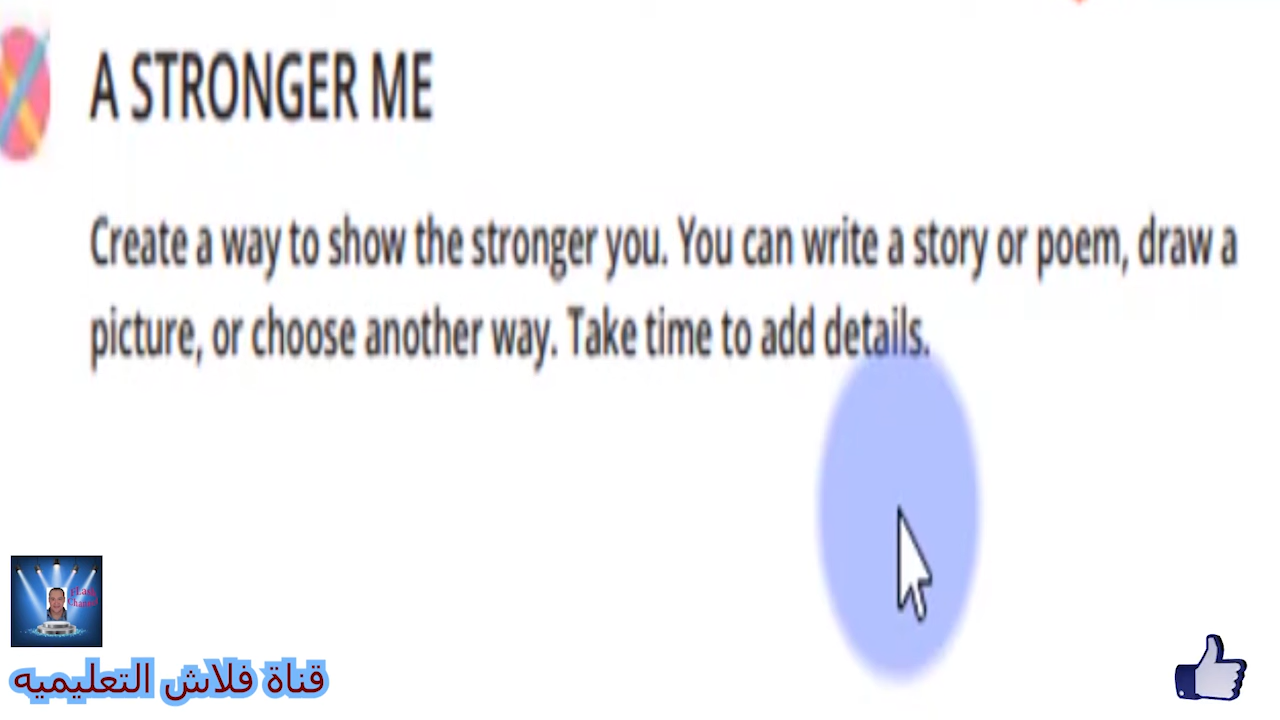 A STRONGER ME
Create a way to show the stronger you. You can write a story or poem, draw a
picture, or choose another way. Take time to add details.
قناة فلاش التعليميه